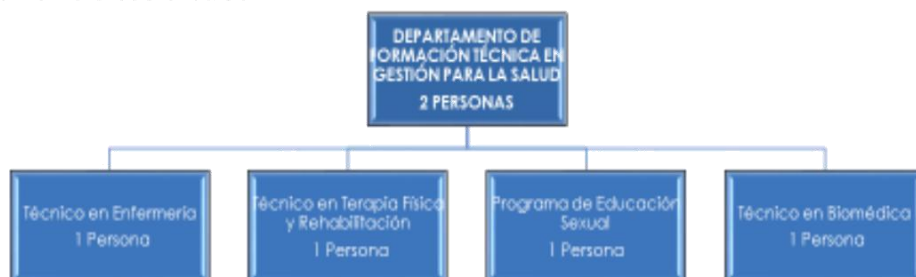 DEPARTAMENTO DE
FORMACIÓN TÉCNICA EN
GESTIÓN PARA LA SALUD
2 PERSONAS
Técnico en Enfermería
1 Persona
Técnico en Terapia Física
y Rehabilitación
1 Persona
Programa de Educación
Sexual
1 Persona
Técnico en Biomédica
1 Persona